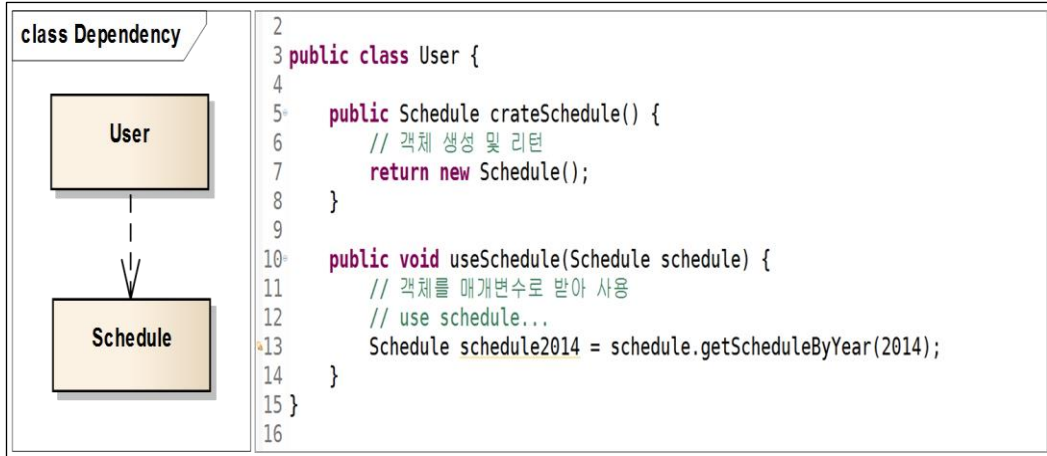 class Dependency
User
Schedule
2
3 public class User {
4
5 public Schedule crateSchedule() {
6 // 객체 생성 및 리턴
7 return new Schedule();
8 }
9
10 public void useSchedule(Schedule schedule) {
11 // 객체를 매개변수로 받아 사용
12 // use schedule...
13 Schedule schedule2014 = schedule.getScheduleByYear(2014);
14 }
15 }
16